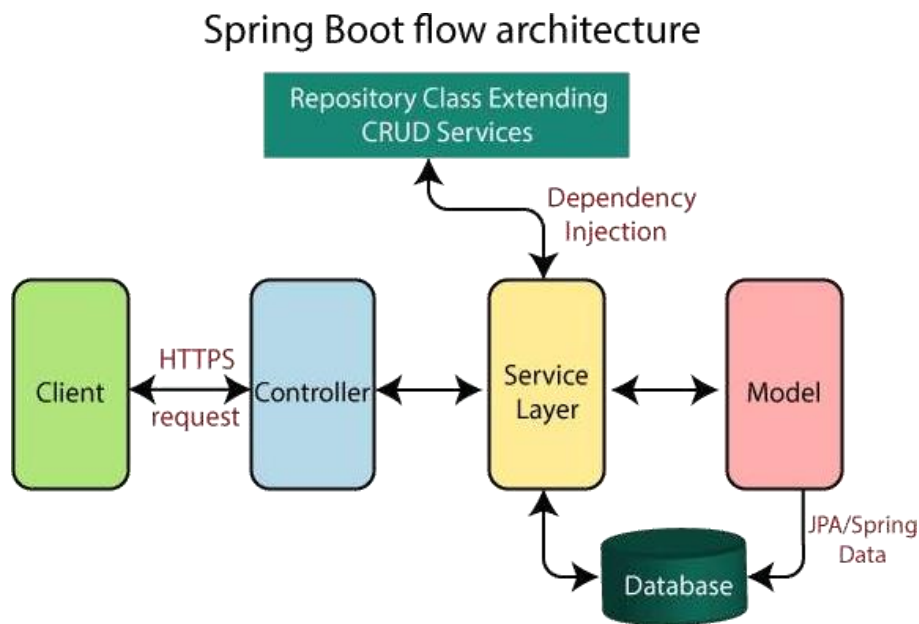 Spring Boot flow architecture
Repository Class Extending
CRUD Services
Dependency
Injection
HTTPS
request
Client
Controller
Service
Layer
Model
JPA/Spring
Data
Database